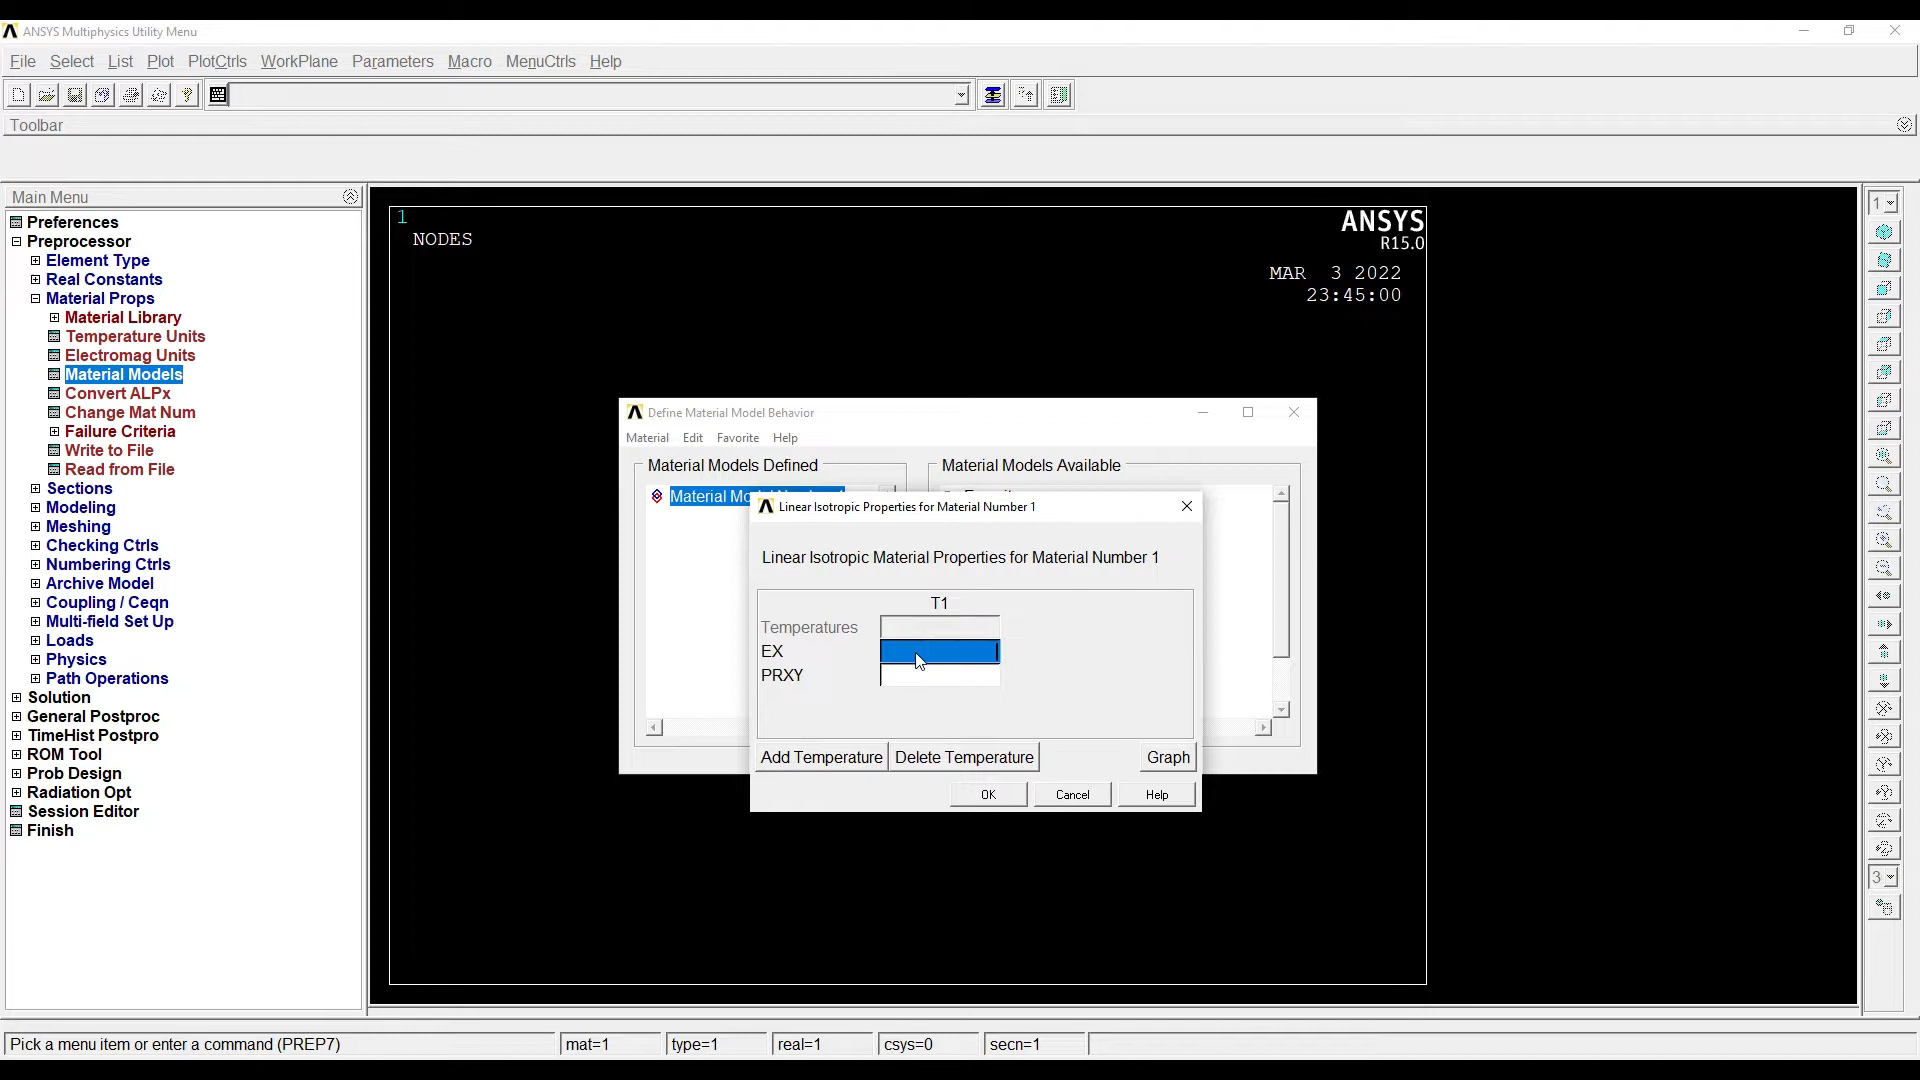 ANSYS Multiphysics Utility Menu
File Select List Plot PlotCtrls WorkPlane Parameters Macro MenuCtrls Help
Toolbar
Main Menu
Preferences
Preprocessor
Element Type
Real Constants
Material Props
Material Library
Temperature Units
Electromag Units
Material Models
Convert ALPx
Change Mat Num
Failure Criteria
Write to File
Read from File
Sections
Modeling
Meshing
Checking Ctrls
Numbering Ctrls
Archive Model
Coupling / Ceqn
Multi-field Set Up
Loads
Physics
Path Operations
Solution
General Postproc
TimeHist Postpro
ROM Tool
Prob Design
Radiation Opt
Session Editor
Finish
1
NODES
ANSYS
R15.0
MAR 3 2022
23:45:00
Define Material Model Behavior
Material Edit Favorite Help
Material Models Defined
Material Models Available
Linear Isotropic Properties for Material Number 1
Linear Isotropic Material Properties for Material Number 1
T1
Temperatures
EX
PRXY
Add Temperature Delete Temperature Graph
OK Cancel Help
1
3
Pick a menu item or enter a command (PREP7) mat=1 type=1 real=1 csys=0 secn=1